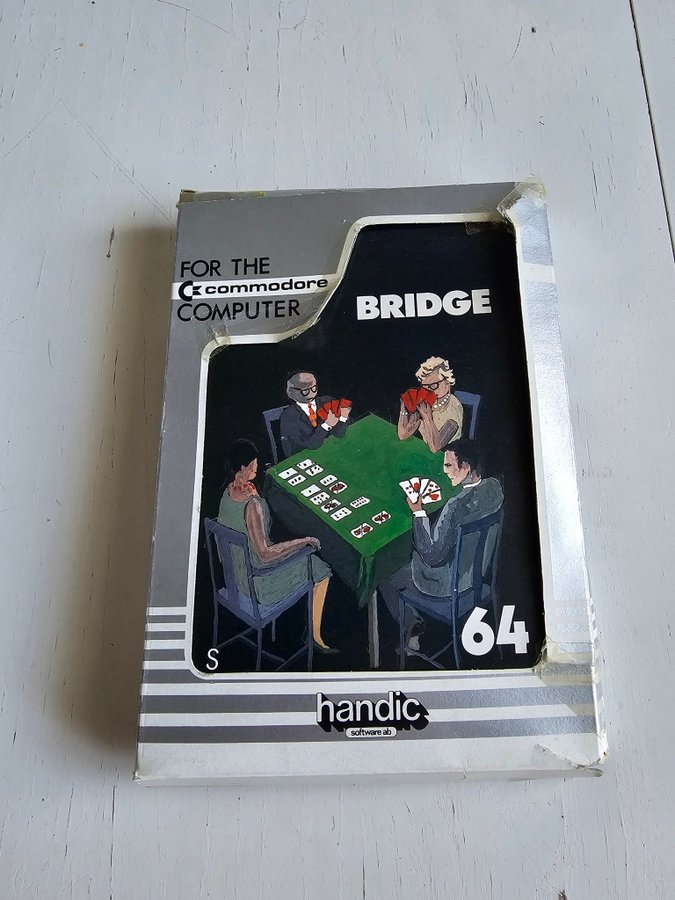 FOR THE
commodore
COMPUTER
BRIDGE
64
S
handic
software ab